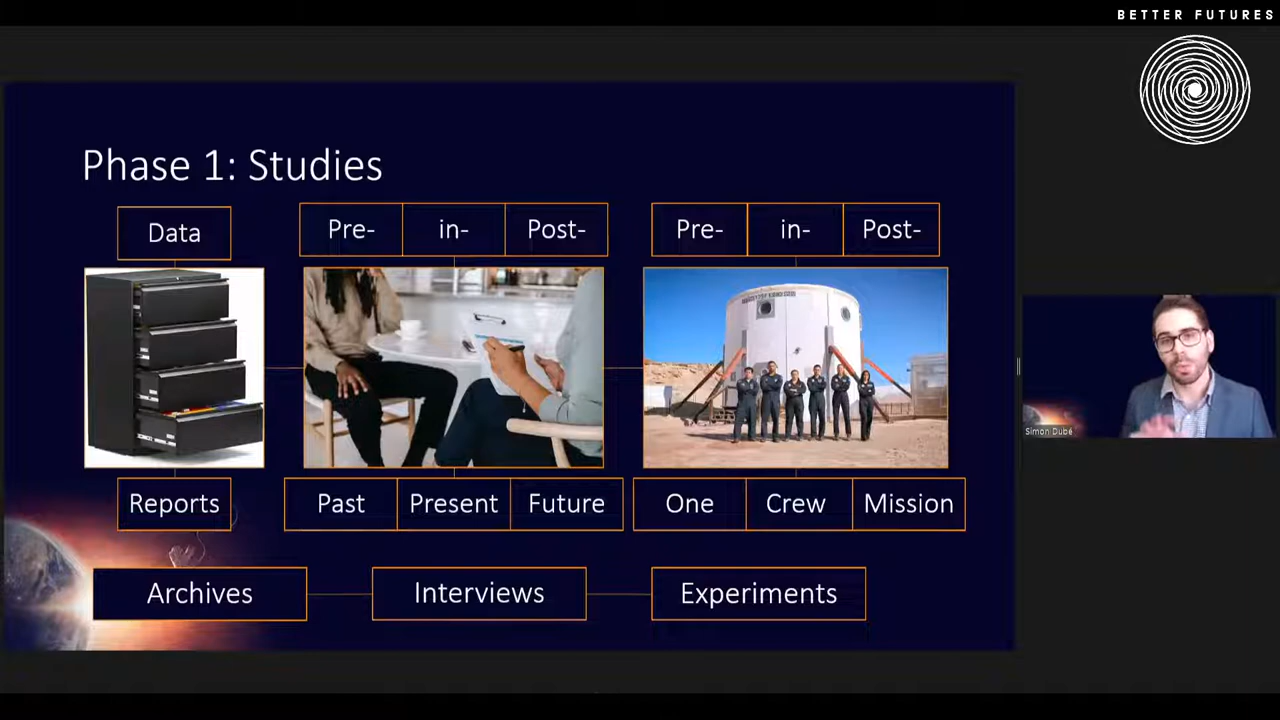 BETTER FUTURES
Phase 1: Studies
Data
Pre- in- Post-
Pre- in- Post-
Reports
Past Present Future
One Crew Mission
Archives
Interviews
Experiments
Simon Dubé